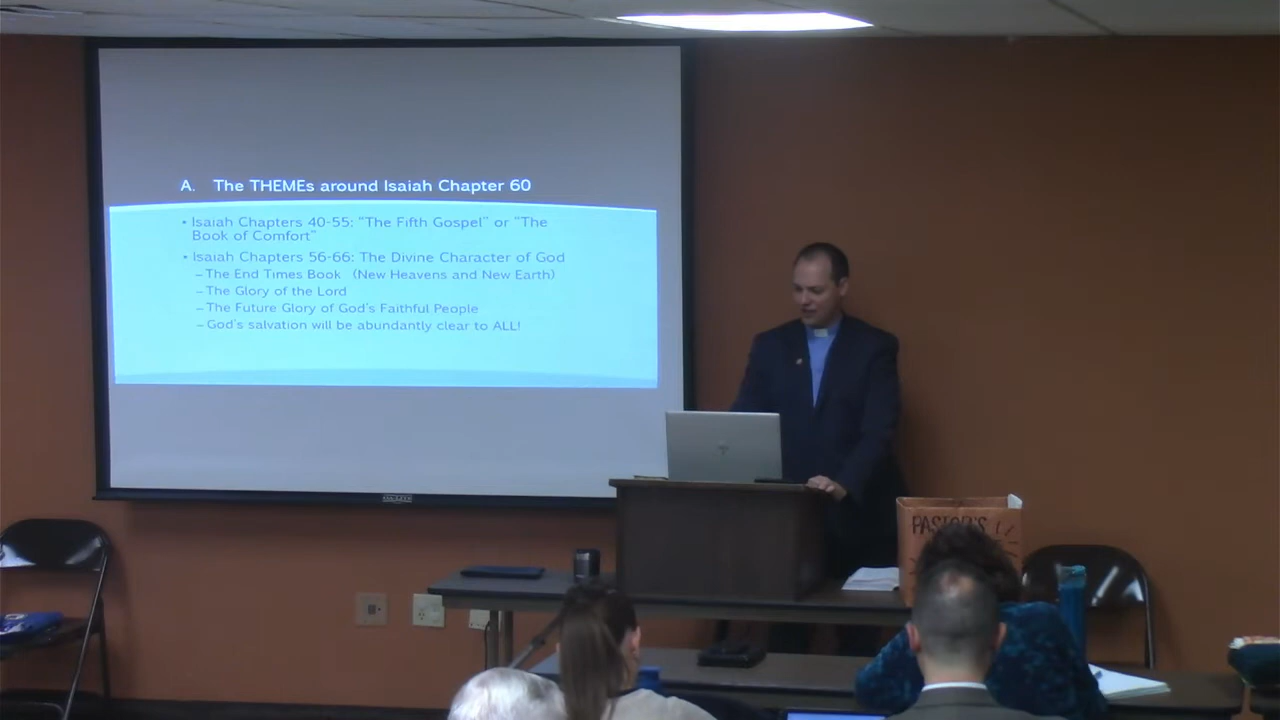 A. The THEMEs around Isaiah Chapter 60
• Isaiah Chapters 40-55: “The Fifth Gospel” or “The
Book of Comfort”
• Isaiah Chapters 56-66: The Divine Character of God
– The End Times Book (New Heavens and New Earth)
– The Glory of the Lord
– The Future Glory of God’s Faithful People
– God’s salvation will be abundantly clear to ALL!
PASTOR'S